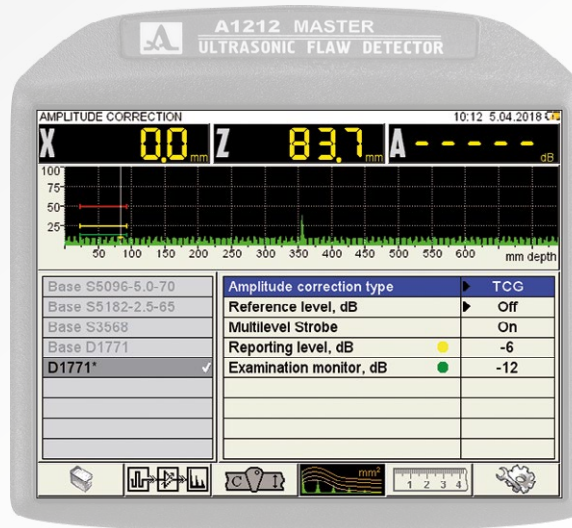 A1212 MASTER
ULTRASONIC FLAW DETECTOR
AMPLITUDE CORRECTION 10:12 5.04.2018
X 0.0 mm Z 83.7 mm A - - - - - dB
100
75
50
25
50 100 150 200 250 300 350 400 450 500 550 600 mm depth
Base S5096-5.0-70
Base S5182-2.5-65
Base S3568
Base D1771
D1771*
Amplitude correction type TCG
Reference level, dB Off
Multilevel Strobe On
Reporting level, dB -6
Examination monitor, dB -12
C I mm² 1 2 3 4